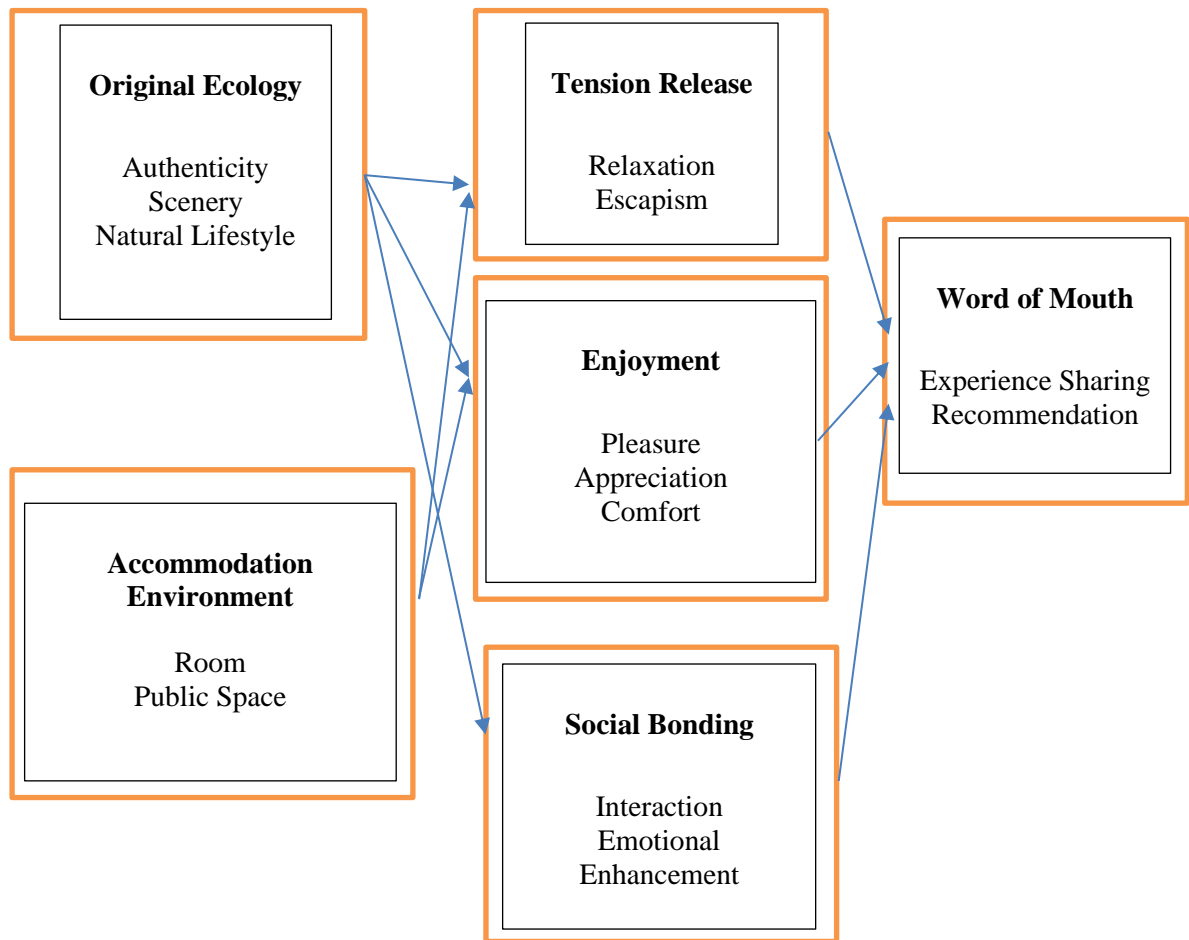 Original Ecology
Authenticity
Scenery
Natural Lifestyle
Accommodation
Environment
Room
Public Space
Tension Release
Relaxation
Escapism
Enjoyment
Pleasure
Appreciation
Comfort
Social Bonding
Interaction
Emotional
Enhancement
Word of Mouth
Experience Sharing
Recommendation